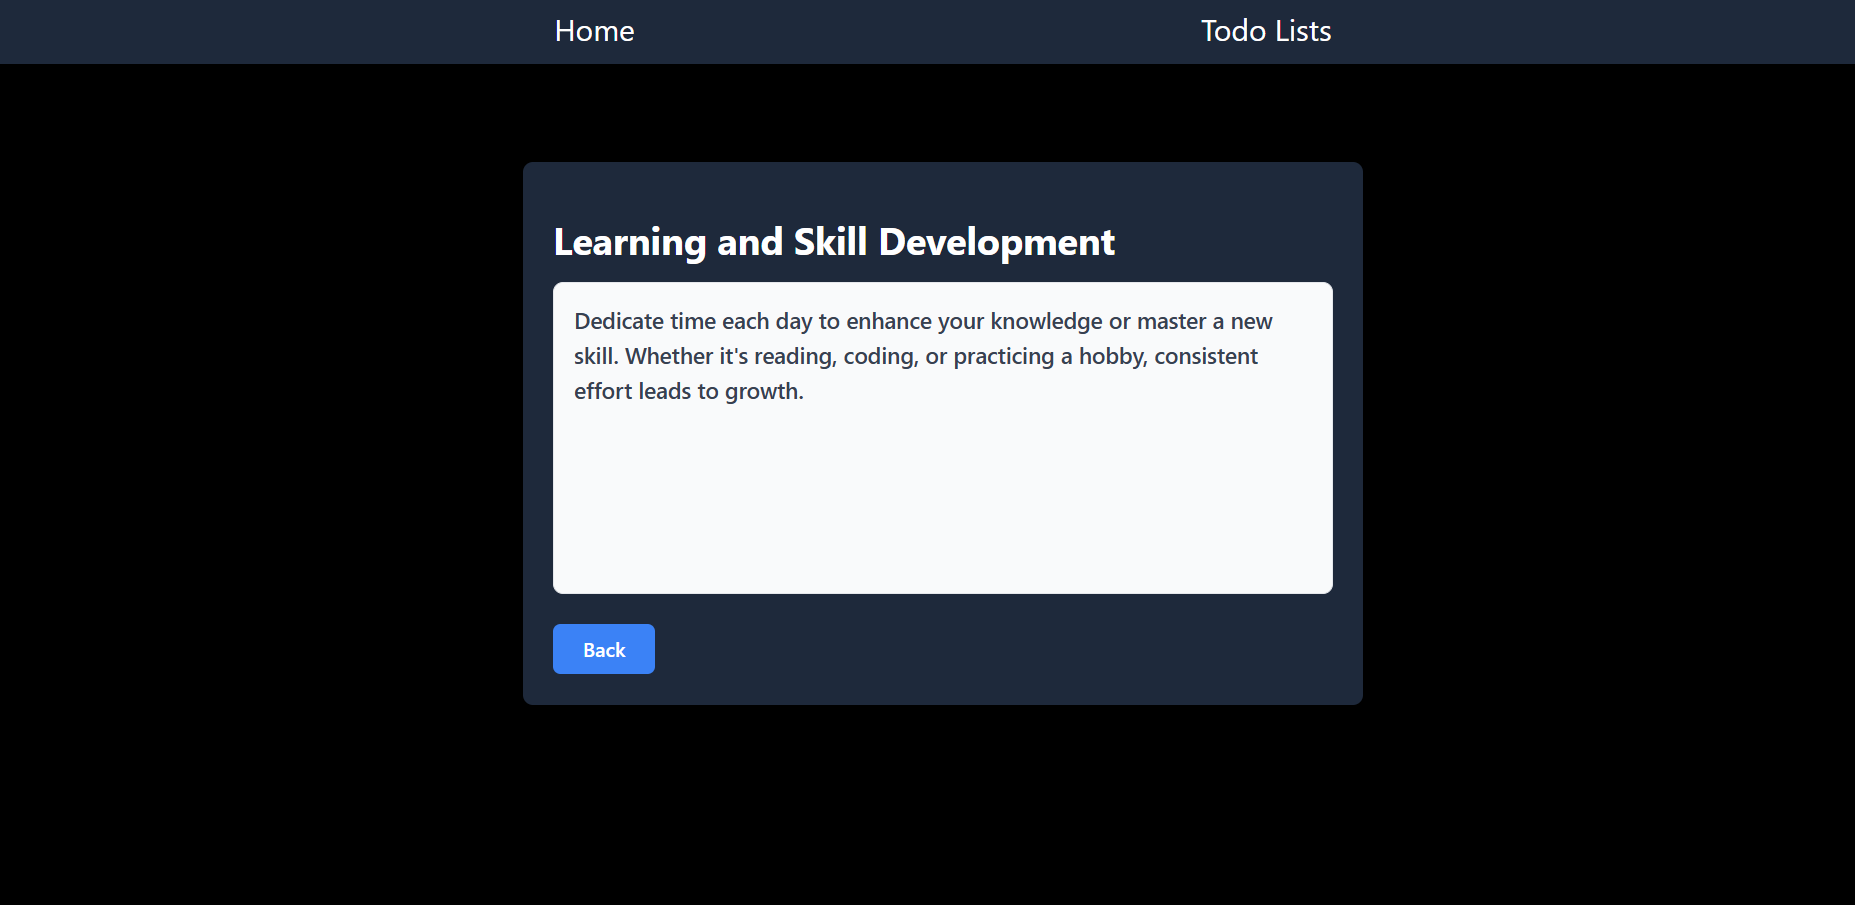 Home
Todo Lists
Learning and Skill Development
Dedicate time each day to enhance your knowledge or master a new
skill. Whether it's reading, coding, or practicing a hobby, consistent
effort leads to growth.
Back